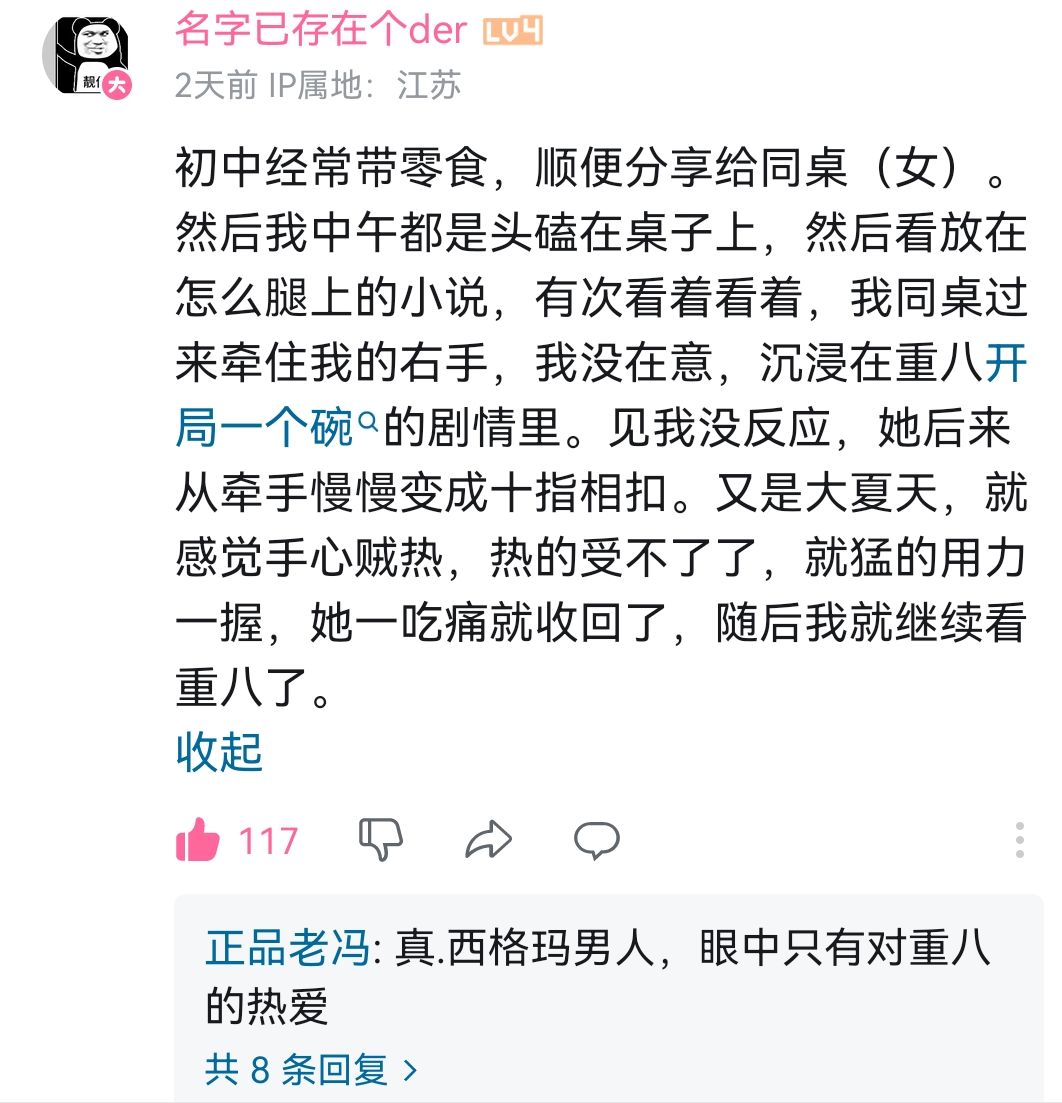 名字已存在个der LV4
2天前 IP属地：江苏
初中经常带零食，顺便分享给同桌（女）。
然后我中午都是头磕在桌子上，然后看放在
怎么腿上的小说，有次看着看着，我同桌过
来牵住我的右手，我没在意，沉浸在重八开
局一个碗的剧情里。见我没反应，她后来
从牵手慢慢变成十指相扣。又是大夏天，就
感觉手心贼热，热的受不了了，就猛的用力
一握，她一吃痛就收回了，随后我就继续看
重八了。
收起
117
正品老冯: 真.西格玛男人，眼中只有对重八
的热爱
共 8 条回复 >